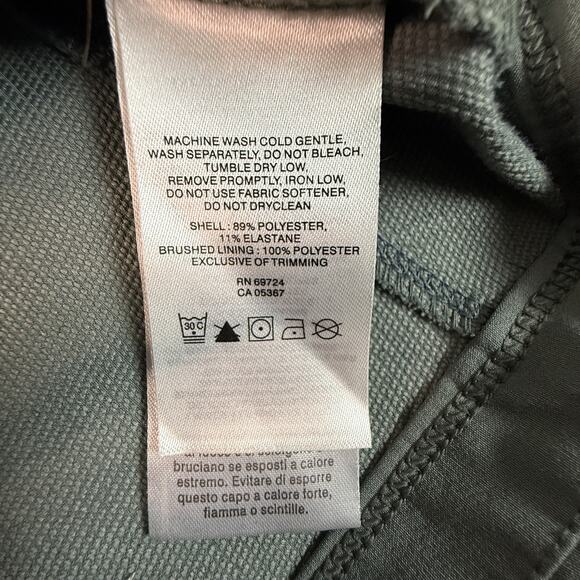 MACHINE WASH COLD GENTLE,
WASH SEPARATELY, DO NOT BLEACH,
TUMBLE DRY LOW,
REMOVE PROMPTLY, IRON LOW,
DO NOT USE FABRIC SOFTENER,
DO NOT DRYCLEAN
SHELL : 89% POLYESTER,
11% ELASTANE
BRUSHED LINING : 100% POLYESTER
EXCLUSIVE OF TRIMMING
RN 69724
CA 05367
30 C
bruciano se esposti a calore
estremo. Evitare di esporre
questo capo a calore forte,
fiamma o scintille.